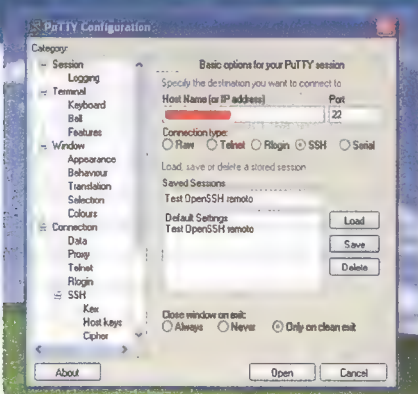 PuTTY Configuration
Category:
Session
Logging
Terminal
Keyboard
Bell
Features
Window
Appearance
Behaviour
Translation
Selection
Colours
Connection
Data
Proxy
Telnet
Rlogin
SSH
Kex
Host keys
Cipher
Basic options for your PuTTY session
Specify the destination you want to connect to
Host Name (or IP address) Port
22
Connection type:
Raw Telnet Rlogin SSH Serial
Load, save or delete a stored session
Saved Sessions
Test OpenSSH remoto
Default Settings
Test OpenSSH remoto
Load
Save
Delete
Close window on exit:
Always Never Only on clean exit
About Open Cancel